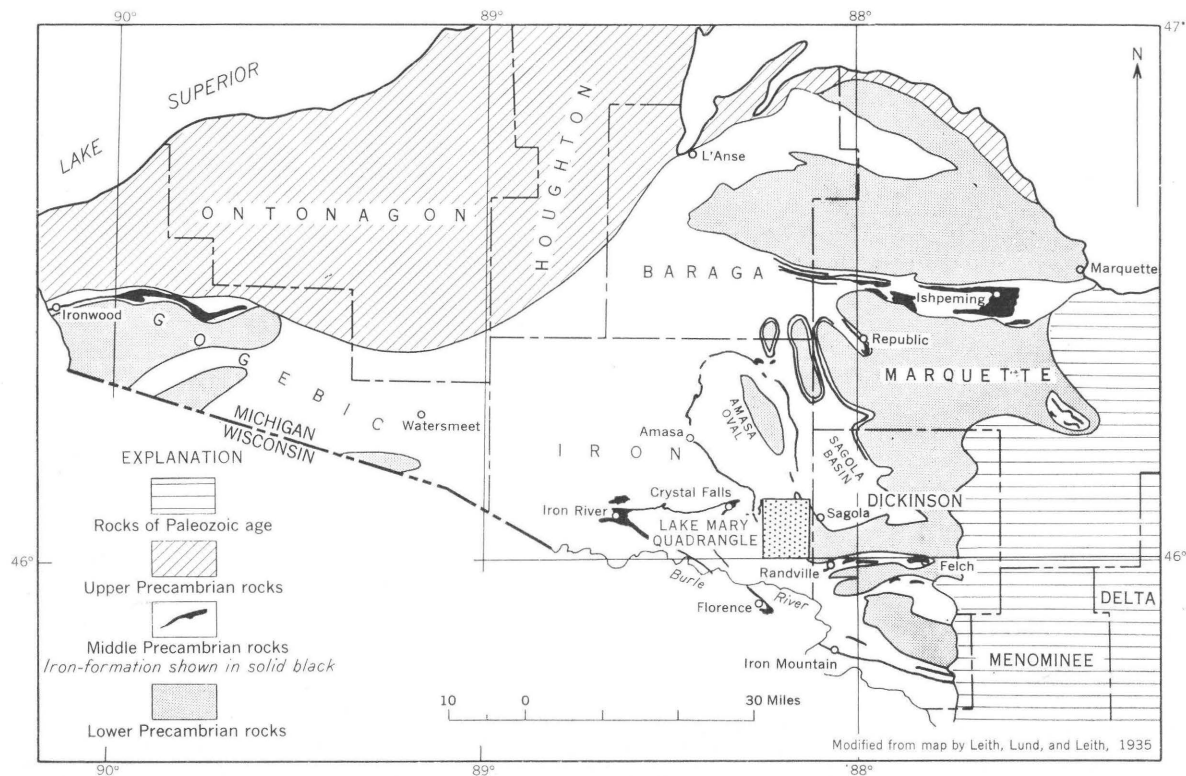 90°
89°
88°
47°
N
LAKE SUPERIOR
ONTONAGON
HOUGHTON
L'Anse
BARAGA
Marquette
Ishpeming
Ironwood
GOGEBIC
Republic
MARQUETTE
Watersmeet
MICHIGAN
WISCONSIN
AMASA
OVAL
Amasa
SAGOLA
BASIN
IRON
EXPLANATION
Rocks of Paleozoic age
Upper Precambrian rocks
Middle Precambrian rocks
Iron-formation shown in solid black
Lower Precambrian rocks
Crystal Falls
Iron River
LAKE MARY
QUADRANGLE
DICKINSON
Sagola
46°
46°
Randville
Felch
Burle River
Florence
DELTA
Iron Mountain
MENOMINEE
10 0 30 Miles
Modified from map by Leith, Lund, and Leith, 1935
90°
89°
88°